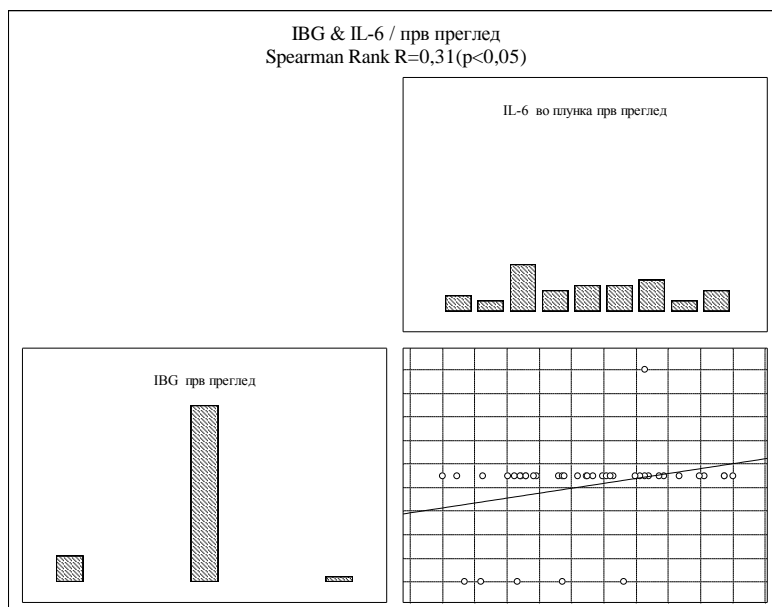 IBG & IL-6 / прв преглед
Spearman Rank R=0,31(p<0,05)
IL-6 во плунка прв преглед
IBG прв преглед